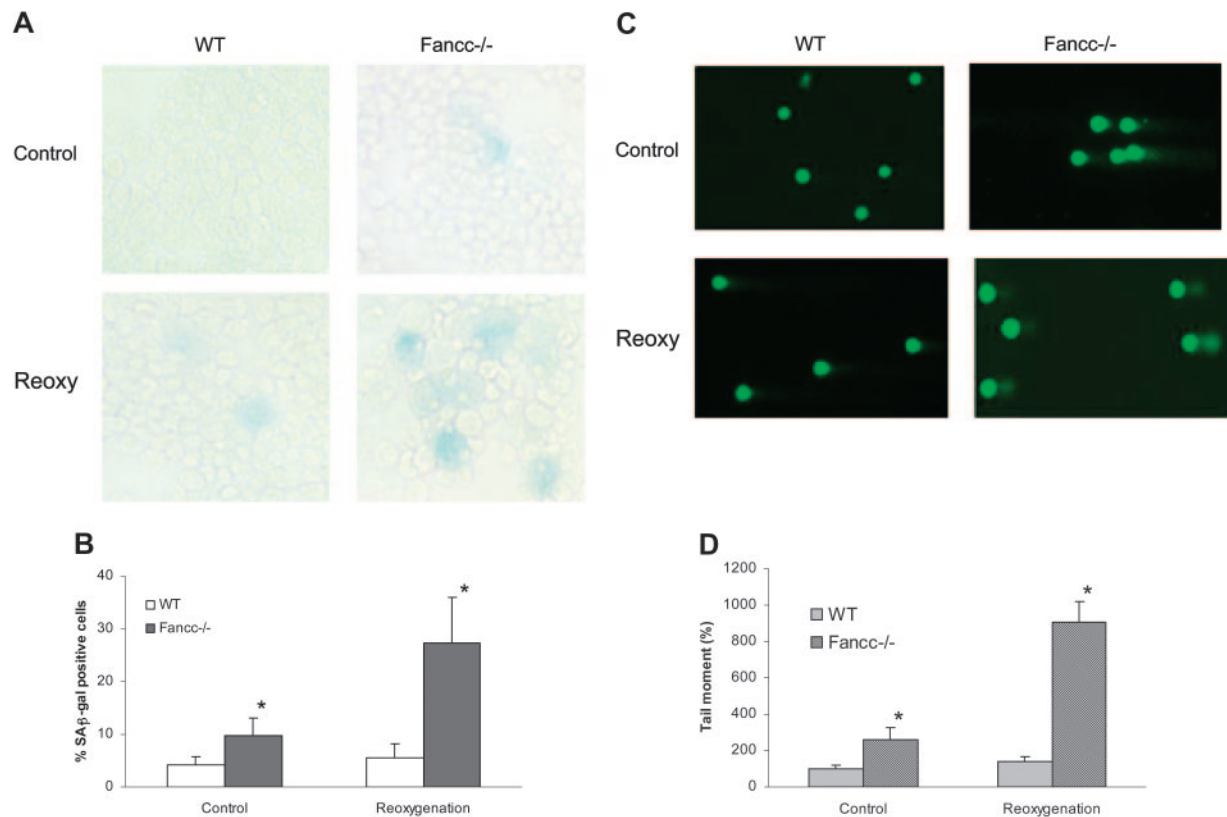 A
WT
Fancc-/-
Control
Reoxy
B
% SAβ-gal positive cells
40
30
20
10
0
WT
Fancc-/-
*
*
Control
Reoxygenation
C
WT
Fancc-/-
Control
Reoxy
D
Tail moment (%)
1200
1000
800
600
400
200
0
WT
Fancc-/-
*
*
Control
Reoxygenation